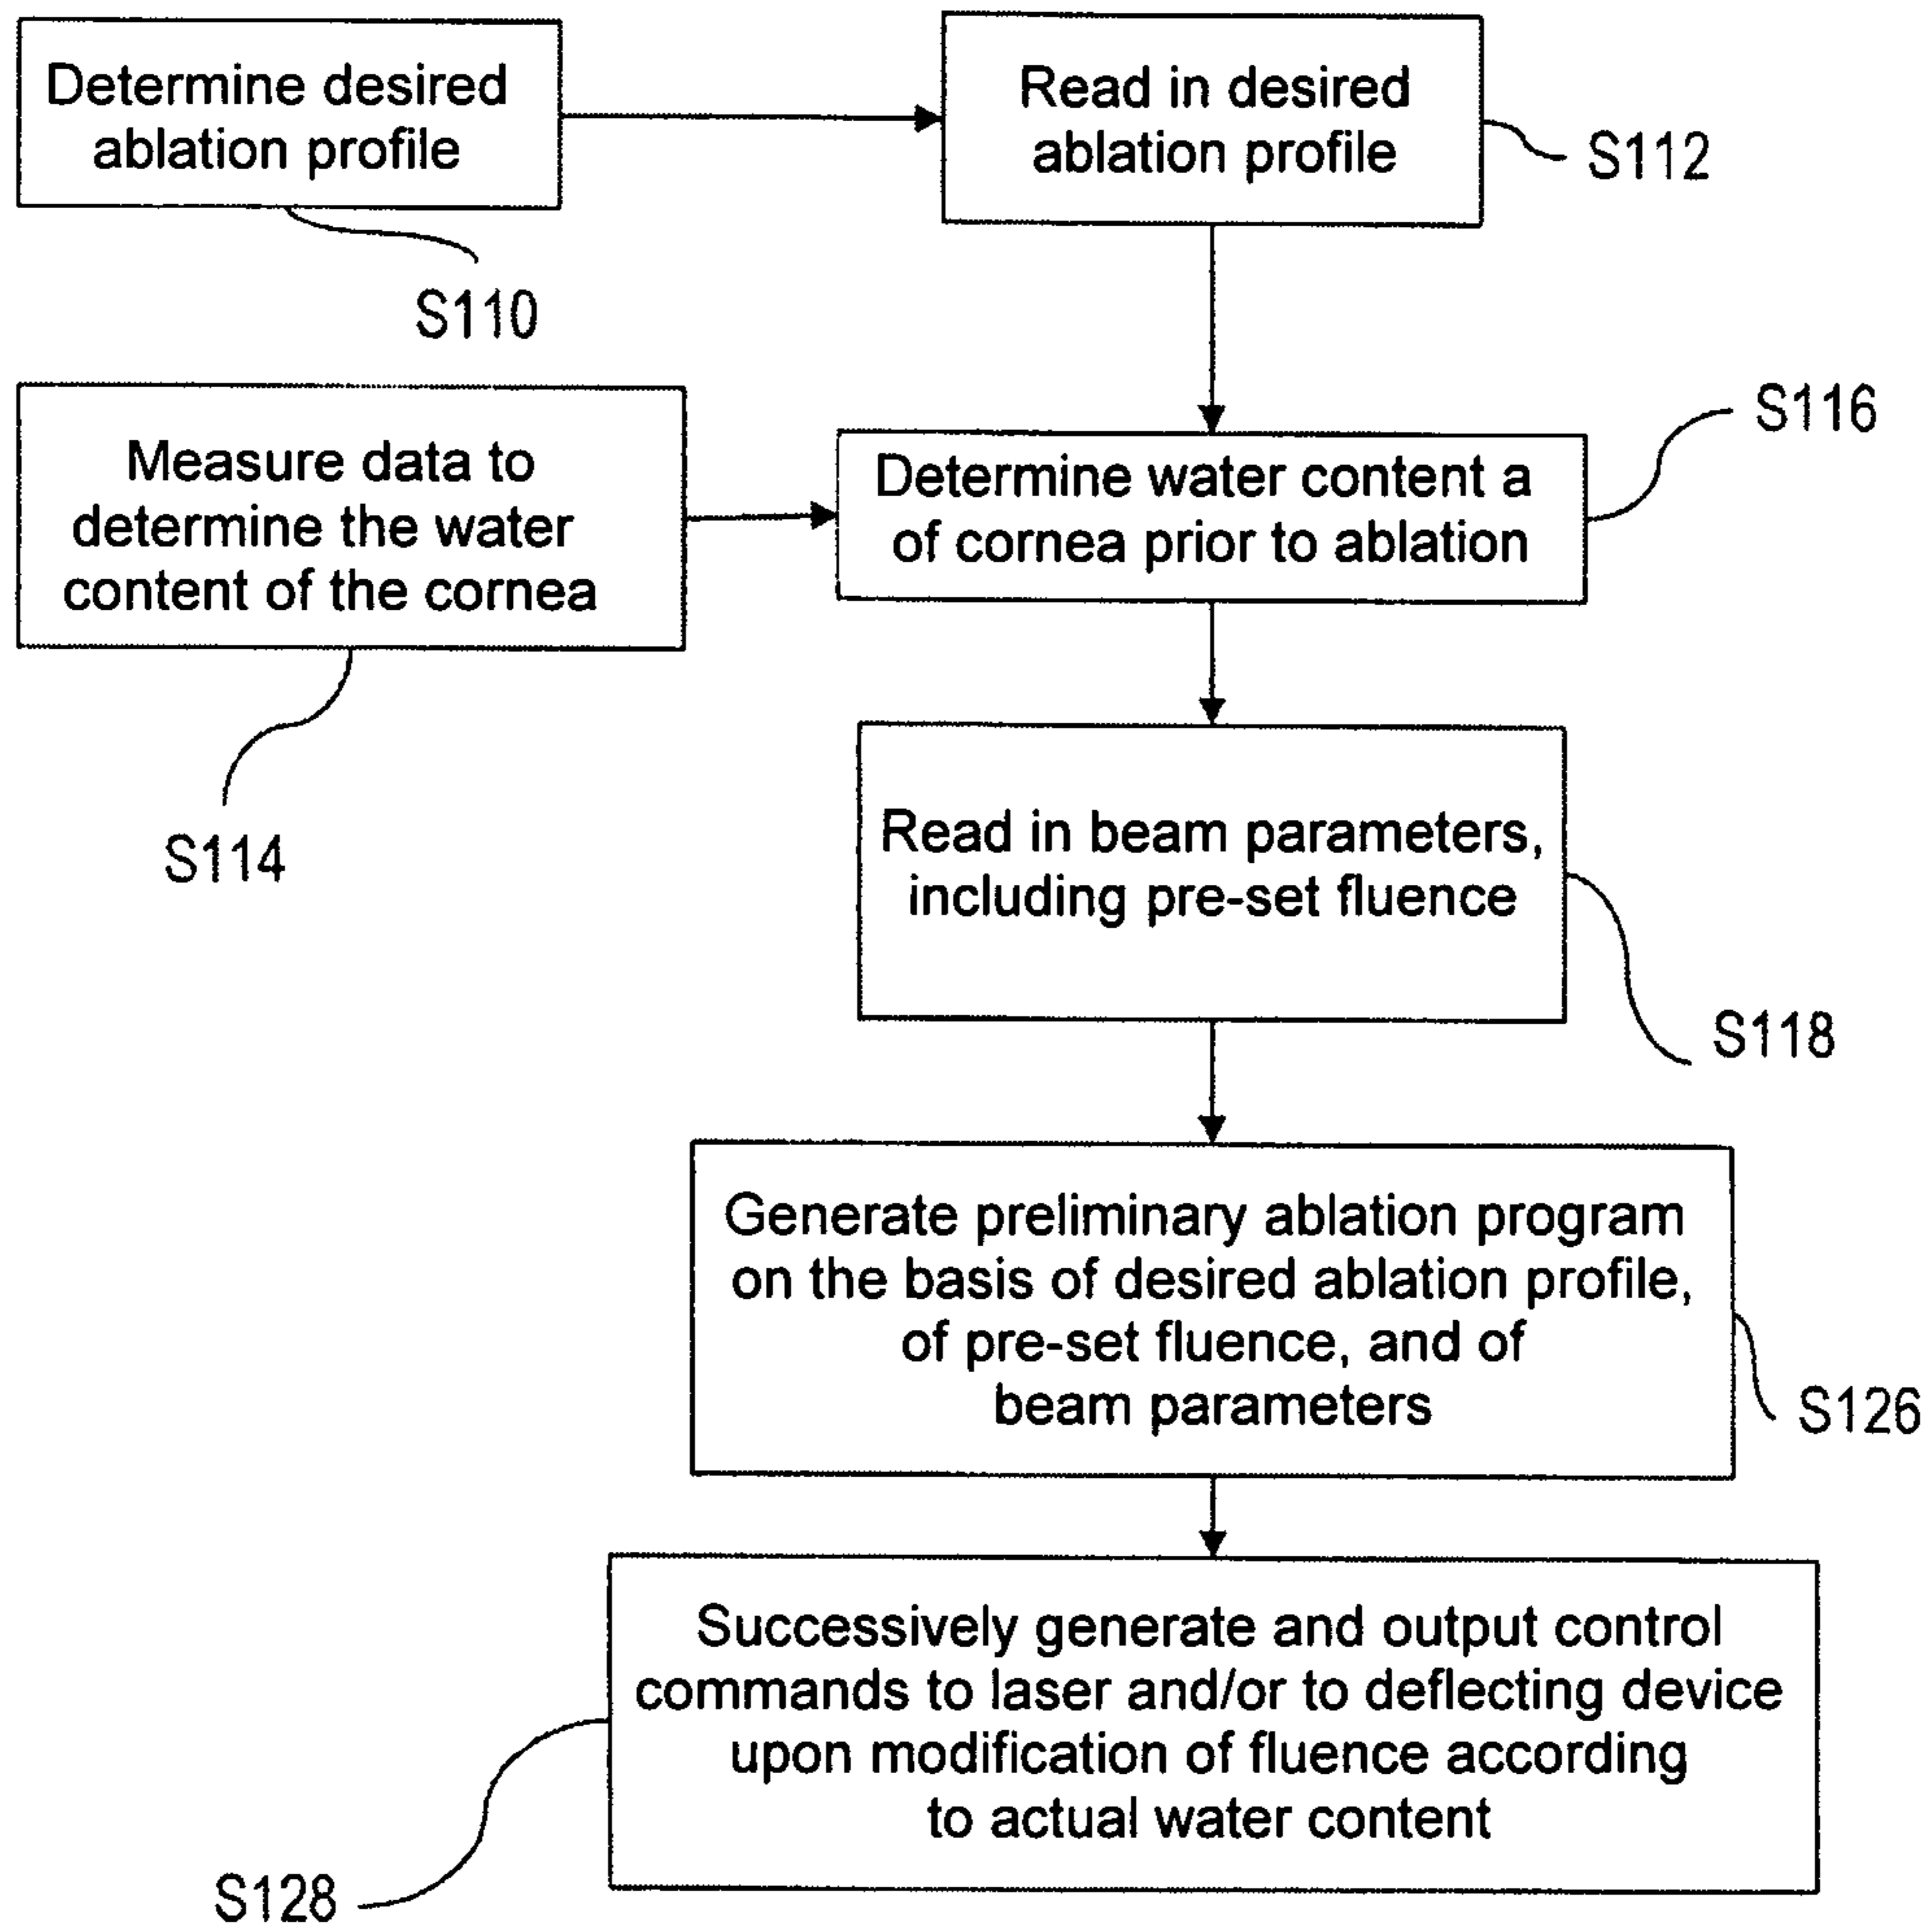 Determine desired
ablation profile
S110
Read in desired
ablation profile
S112
Measure data to
determine the water
content of the cornea
S114
Determine water content a
of cornea prior to ablation
S116
Read in beam parameters,
including pre-set fluence
S118
Generate preliminary ablation program
on the basis of desired ablation profile,
of pre-set fluence, and of
beam parameters
S126
Successively generate and output control
commands to laser and/or to deflecting device
upon modification of fluence according
to actual water content
S128